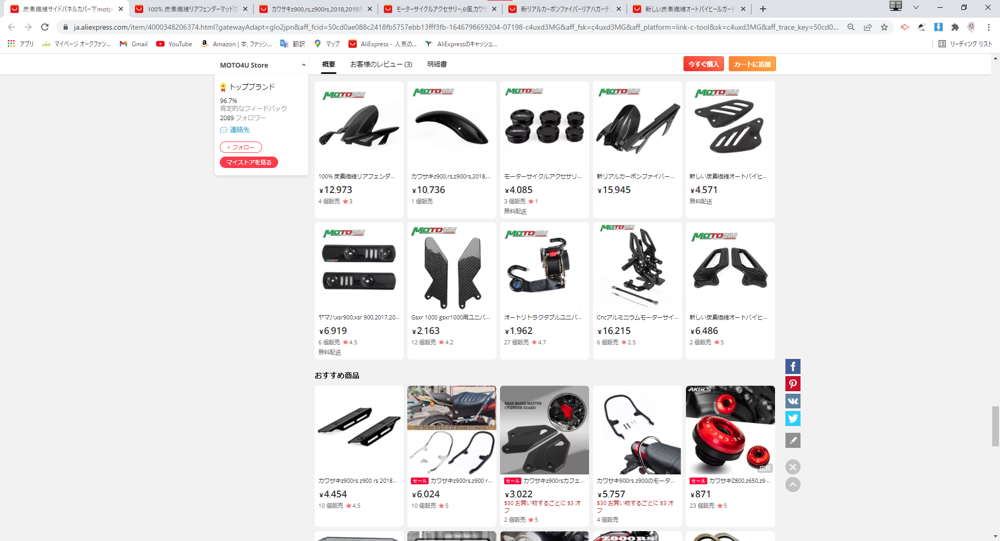 炭素繊維サイドパネルカバー下motpr
100% 炭素繊維リアフェンダーマッドガ
カワサキz900,rs,z900rs,2018,2019用
モーターサイクルアクセサリー,6個,カワサ
新リアルカーボンファイバーリアハガーチェ
新しい炭素繊維オートバイヒールガード
ja.aliexpress.com/item/4000348206374.html?gatewayAdapt=glo2jpn&aff_fcid=50cd0ae088c2418fb5757ebb13fff3fb-1646798659204-07198-c4uxd3MG&aff_fsk=c4uxd3MG&aff_platform=link-c-tool&sk=c4uxd3MG&aff_trace_key=50cd0...
アプリ
マイページ オークファン...
Gmail
YouTube
Amazon | 本, ファッシ...
翻訳
マップ
AliExpress - 人気の...
AliExpressのキャッシュ...
リーディング リスト
MOTO4U Store
概要
お客様のレビュー (3)
明細書
今すぐ購入
カートに追加
トップブランド
96.7%
肯定的なフィードバック
2089 フォロワー
連絡先
+ フォロー
マイストアを見る
100% 炭素繊維リアフェンダ...
¥12,973
4 個販売 ★3
カワサキz900,rs,z900rs,2018,...
¥10,736
1 個販売
モーターサイクルアクセサリ...
¥4,085
3 個販売 ★1
無料配送
新リアルカーボンファイバー...
¥15,945
新しい炭素繊維オートバイヒ...
¥4,571
無料配送
ヤマハxsr900,xsr 900,2017,20...
¥6,919
6 個販売 ★4.5
無料配送
Gsxr 1000 gsxr1000用ユニバ...
¥2,163
12 個販売 ★4.2
オートリトラクタブルユニバ...
¥1,962
27 個販売 ★4.7
Cncアルミニウムモーターサイ...
¥16,215
6 個販売 ★2.5
新しい炭素繊維オートバイヒ...
¥6,486
2 個販売 ★5
おすすめ商品
for Kawasaki Z900RS Cafe 2018-2021
REAR BRAKE MASTER
CYLINDER GUARD
AKGLS
広告
カワサキz900rs z900 rs 2018...
¥4,454
10 個販売 ★4.5
セール カワサキz900rs,z900 r...
¥6,024
10 個販売 ★5
セール カワサキz900rsカフェ...
¥3,022
$30 お買い物するごとに $3 オ
フ
2 個販売 ★5
カワサキ900rs z900のモータ...
¥5,757
$30 お買い物するごとに $3 オ
フ
4 個販売
セール カワサキZ800,z650,z9...
¥871
23 個販売 ★5
Z900RS